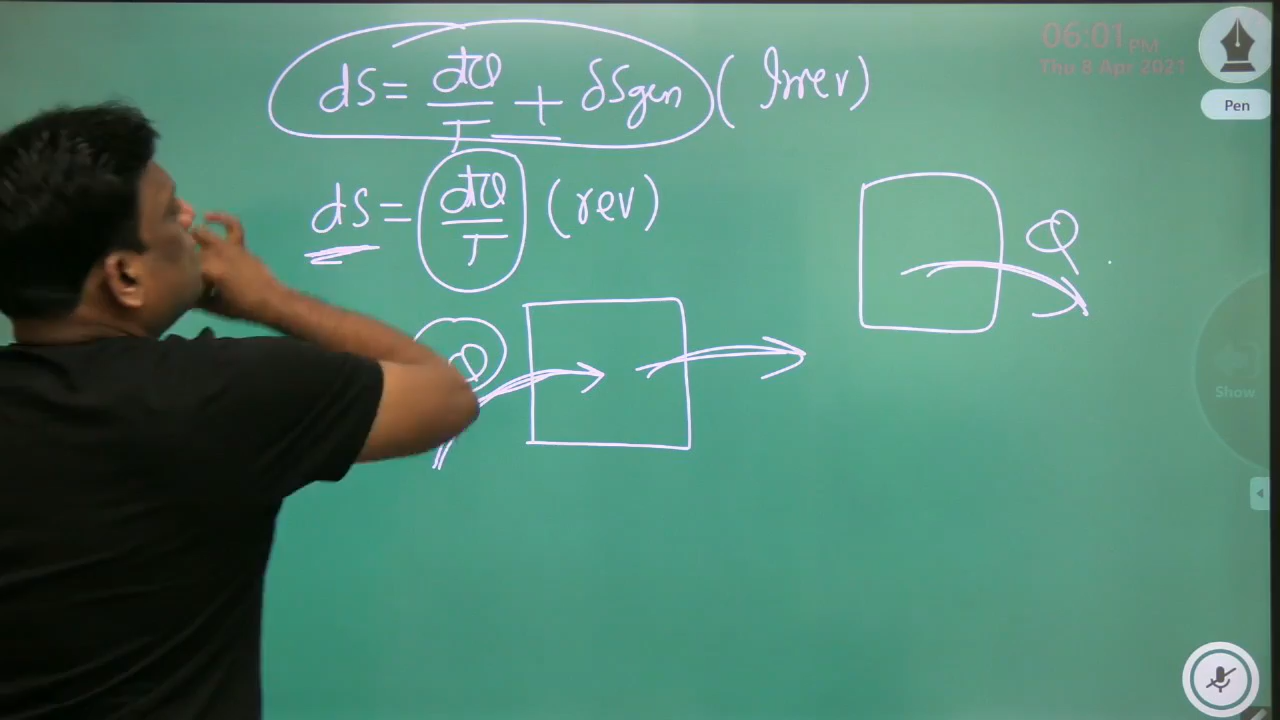 06:01 PM
Thu 8 Apr 2021
Pen
dS = đQ/T + δSgen (Irrev)
dS = đQ/T (rev)
Q
Q
Show